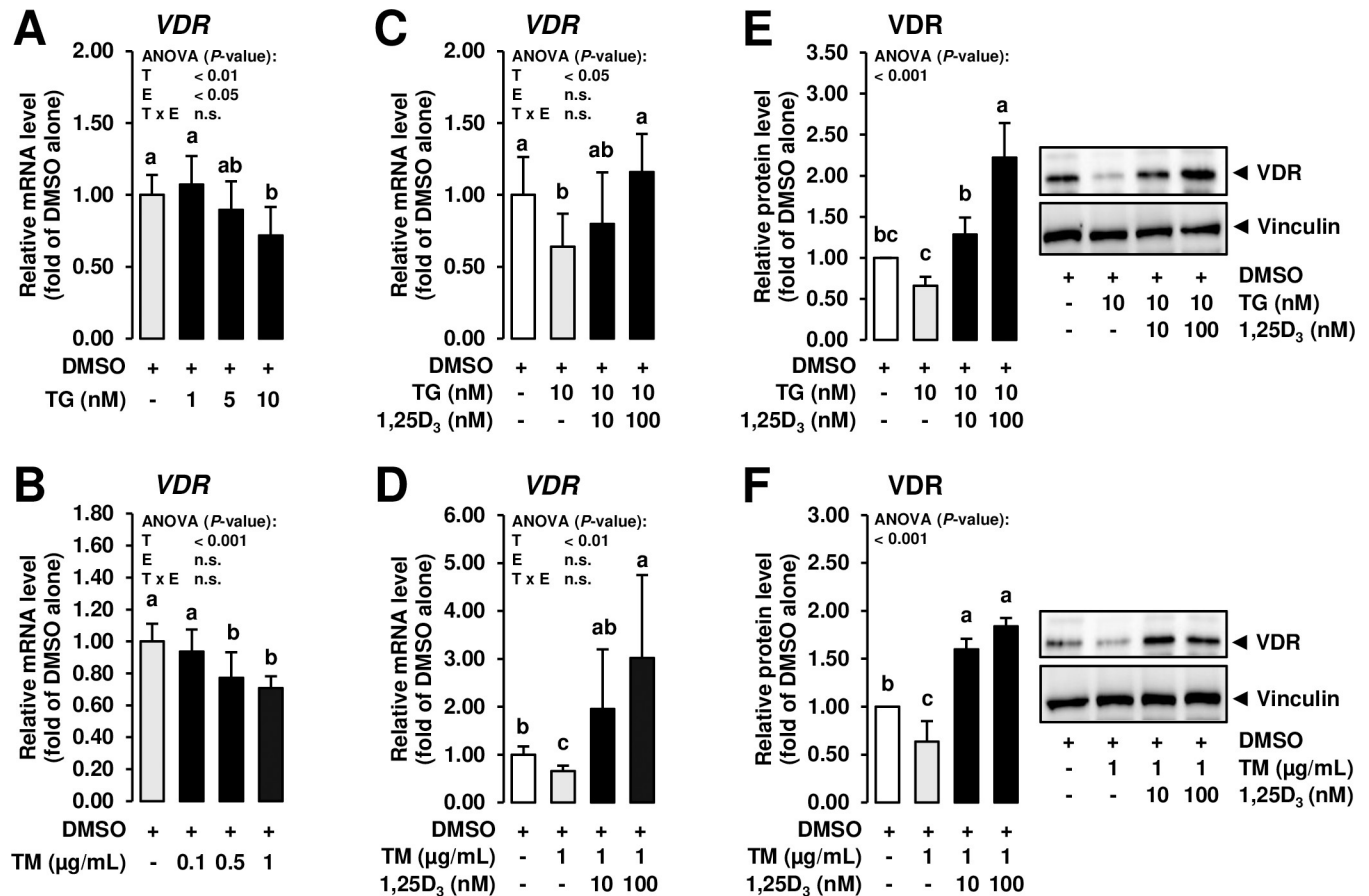 A
VDR
Relative mRNA level
(fold of DMSO alone)
2.00
1.50
1.00
0.50
0.00
ANOVA (P-value):
T < 0.01
E < 0.05
T x E n.s.
a a ab b
DMSO + + + +
TG (nM) - 1 5 10
C
VDR
Relative mRNA level
(fold of DMSO alone)
2.00
1.50
1.00
0.50
0.00
ANOVA (P-value):
T < 0.05
E n.s.
T x E n.s.
a b ab a
DMSO + + + +
TG (nM) - 10 10 10
1,25D₃ (nM) - - 10 100
E
VDR
Relative protein level
(fold of DMSO alone)
3.50
3.00
2.50
2.00
1.50
1.00
0.50
0.00
ANOVA (P-value):
< 0.001
bc c b a
DMSO + + + +
TG (nM) - 10 10 10
1,25D₃ (nM) - - 10 100
◄ VDR
◄ Vinculin
+ + + + DMSO
- 10 10 10 TG (nM)
- - 10 100 1,25D₃ (nM)
B
VDR
Relative mRNA level
(fold of DMSO alone)
1.80
1.60
1.40
1.20
1.00
0.80
0.60
0.40
0.20
0.00
ANOVA (P-value):
T < 0.001
E n.s.
T x E n.s.
a a b b
DMSO + + + +
TM (µg/mL) - 0.1 0.5 1
D
VDR
Relative mRNA level
(fold of DMSO alone)
6.00
5.00
4.00
3.00
2.00
1.00
0.00
ANOVA (P-value):
T < 0.01
E n.s.
T x E n.s.
b c ab a
DMSO + + + +
TM (µg/mL) - 1 1 1
1,25D₃ (nM) - - 10 100
F
VDR
Relative protein level
(fold of DMSO alone)
3.00
2.50
2.00
1.50
1.00
0.50
0.00
ANOVA (P-value):
< 0.001
b c a a
DMSO + + + +
TM (µg/mL) - 1 1 1
1,25D₃ (nM) - - 10 100
◄ VDR
◄ Vinculin
+ + + + DMSO
- 1 1 1 TM (µg/mL)
- - 10 100 1,25D₃ (nM)